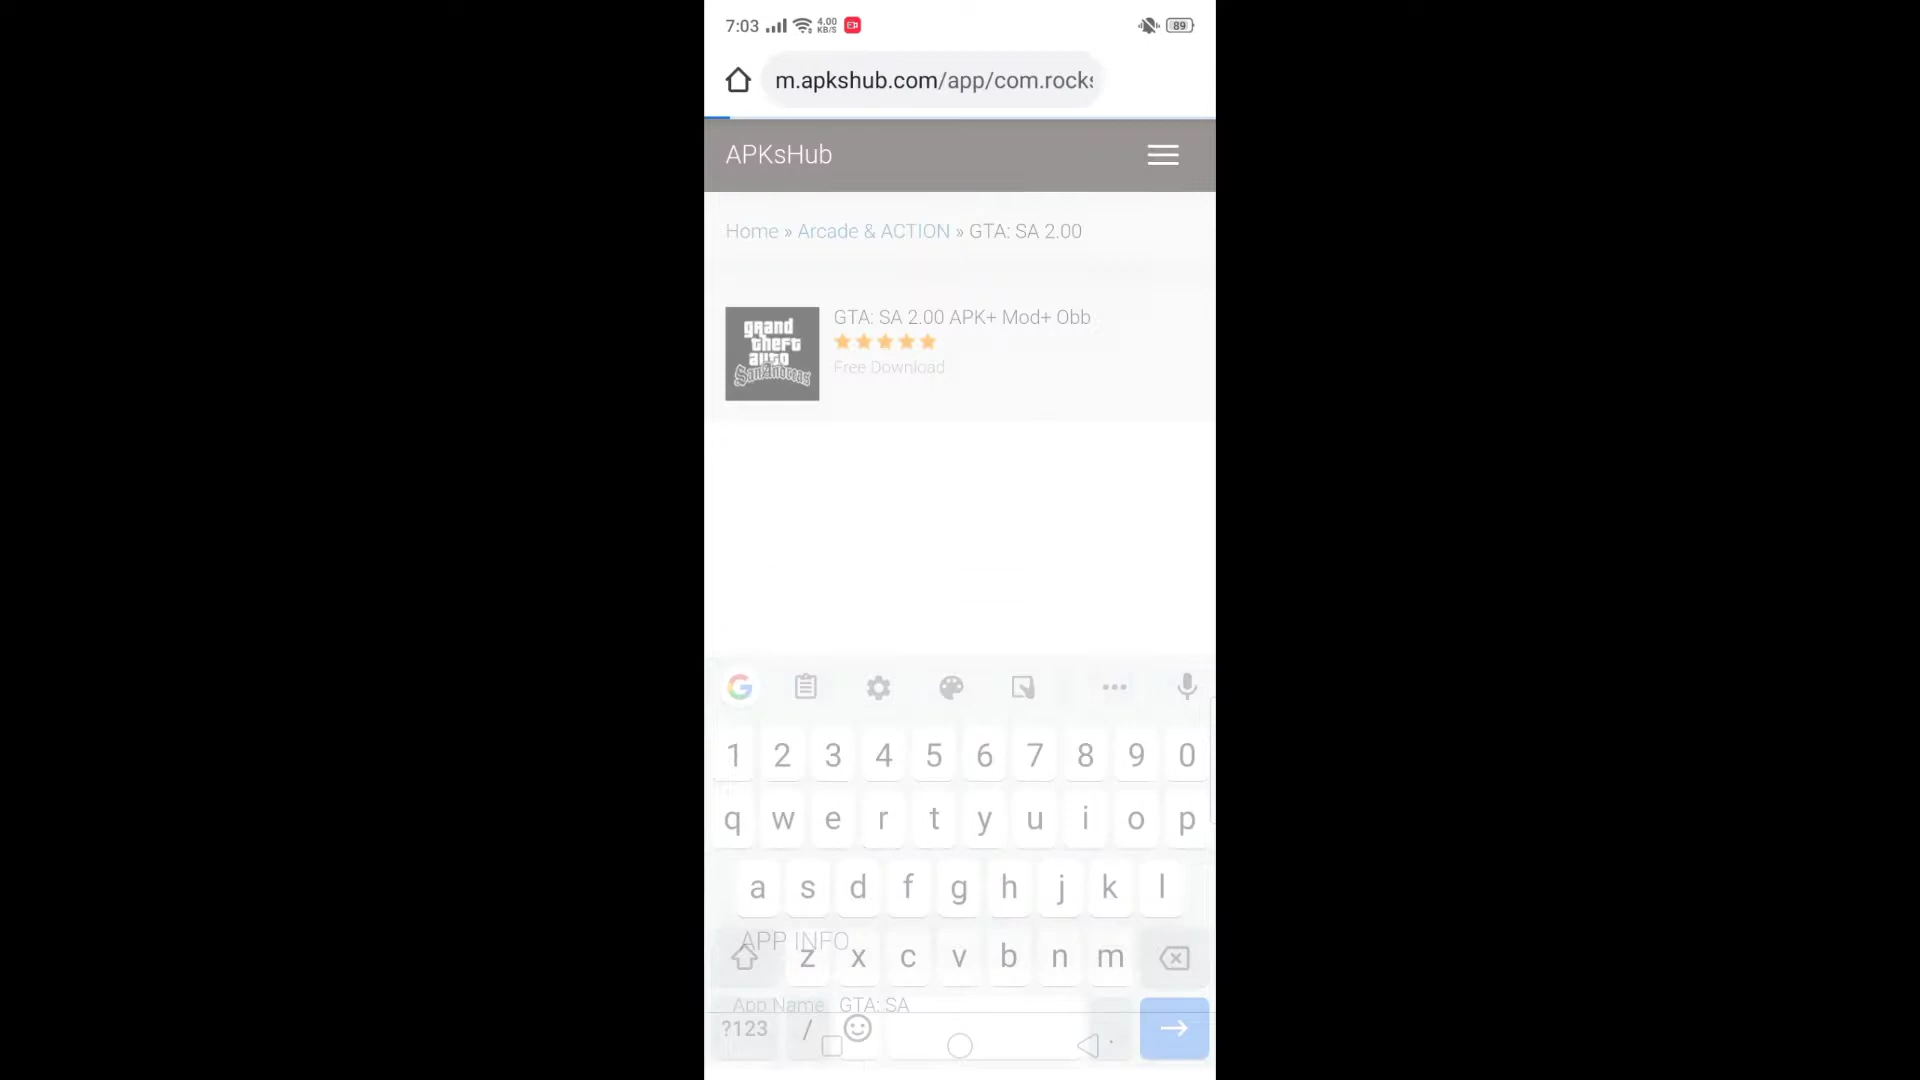 7:03 4.00 KB/S 89
m.apkshub.com/app/com.rocks
APKsHub
Home » Arcade & ACTION » GTA: SA 2.00
grand
theft
auto
San Andreas
GTA: SA 2.00 APK+ Mod+ Obb
Free Download
1 2 3 4 5 6 7 8 9 0
q w e r t y u i o p
a s d f g h j k l
APP INFO
z x c v b n m
App Name GTA: SA
?123 / .